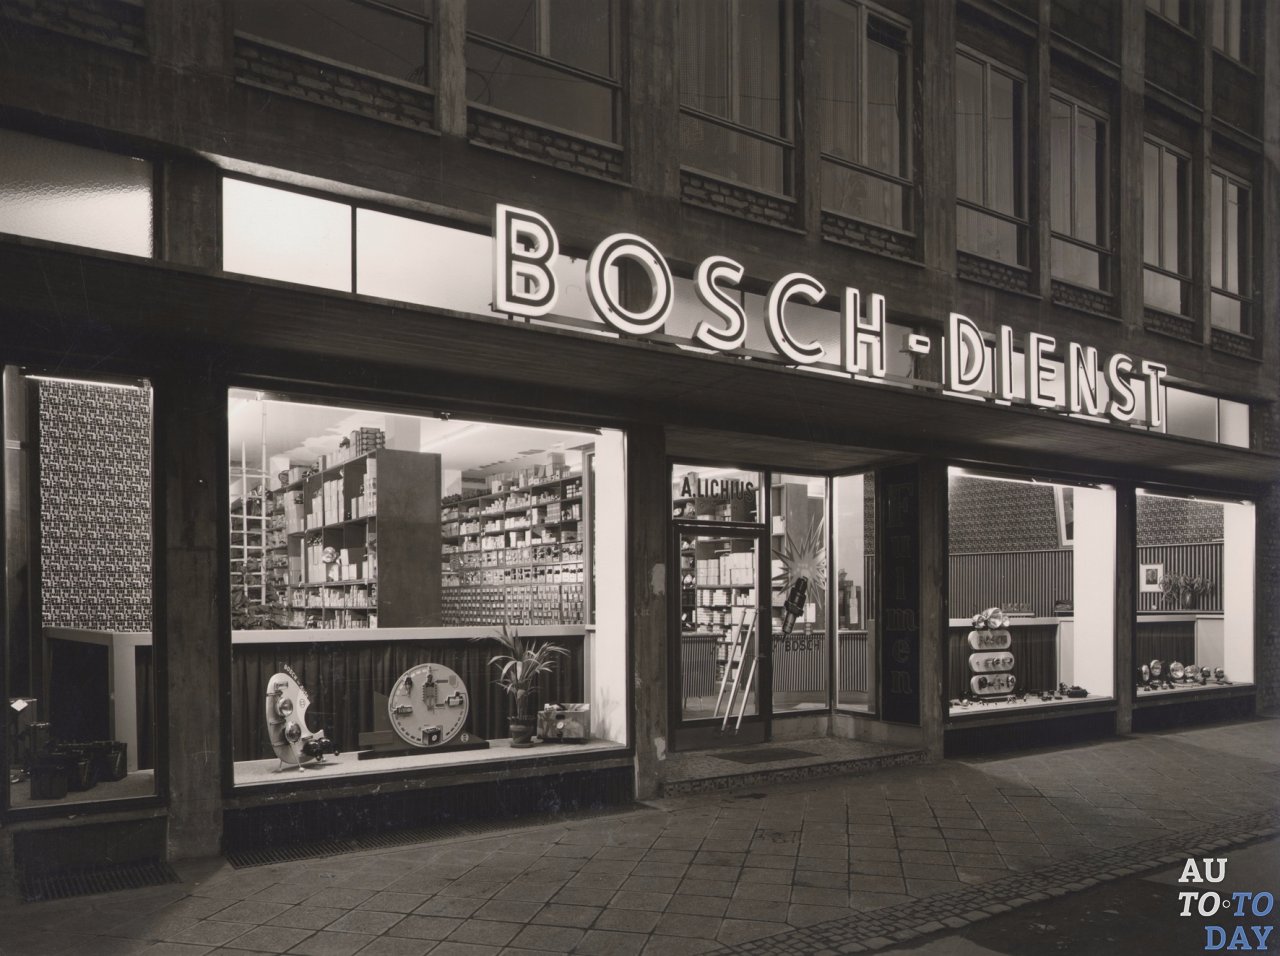 BOSCH-DIENST
A.LICHIUS
BOSCH
AU
TO·TO
DAY